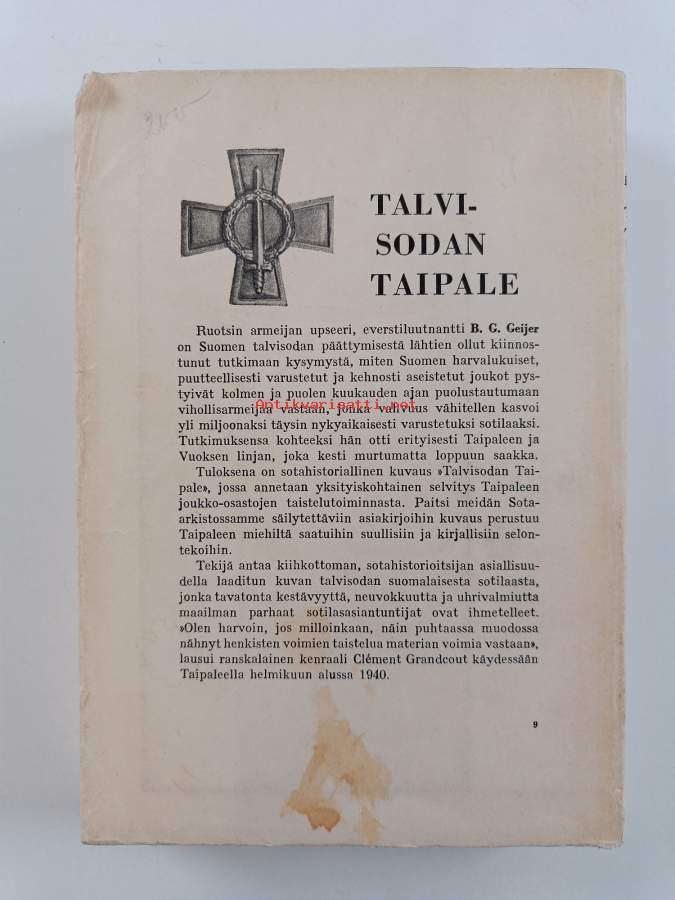 TALVI-
SODAN
TAIPALE
Ruotsin armeijan upseeri, everstiluutnantti B. G. Geijer
on Suomen talvisodan päättymisestä lähtien ollut kiinnos-
tunut tutkimaan kysymystä, miten Suomen harvalukuiset,
puutteellisesti varustetut ja kehnosti aseistetut joukot pys-
tyivät kolmen ja puolen kuukauden ajan puolustautumaan
vihollisarmeijaa vastaan, jonka vahvuus vähitellen kasvoi
Antikvariaatti.net
yli miljoonaksi täysin nykyaikaisesti varustetuksi sotilaaksi.
Tutkimuksensa kohteeksi hän otti erityisesti Taipaleen ja
Vuoksen linjan, joka kesti murtumatta loppuun saakka.
Tuloksena on sotahistoriallinen kuvaus »Talvisodan Tai-
pale», jossa annetaan yksityiskohtainen selvitys Taipaleen
joukko-osastojen taistelutoiminnasta. Paitsi meidän Sota-
arkistossamme säilytettäviin asiakirjoihin kuvaus perustuu
Taipaleen miehiltä saatuihin suullisiin ja kirjallisiin selon-
tekoihin.
Tekijä antaa kiihkottoman, sotahistorioitsijan asiallisuu-
della laaditun kuvan talvisodan suomalaisesta sotilaasta,
jonka tavatonta kestävyyttä, neuvokkuutta ja uhrivalmiutta
maailman parhaat sotilasasiantuntijat ovat ihmetelleet.
»Olen harvoin, jos milloinkaan, näin puhtaassa muodossa
nähnyt henkisten voimien taistelua materian voimia vastaan»,
lausui ranskalainen kenraali Clément Grandcout käydessään
Taipaleella helmikuun alussa 1940.
9